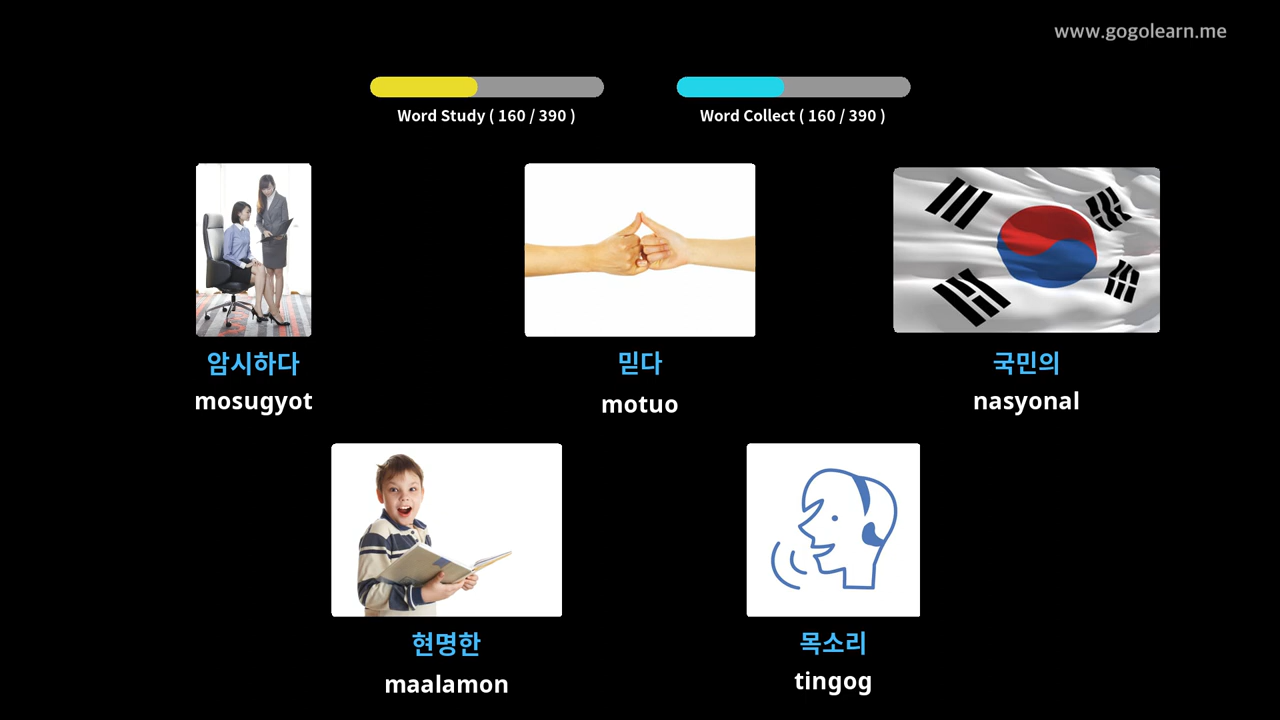 www.gogolearn.me
Word Study ( 160 / 390 )
Word Collect ( 160 / 390 )
암시하다
mosugyot
믿다
motuo
국민의
nasyonal
현명한
maalamon
목소리
tingog